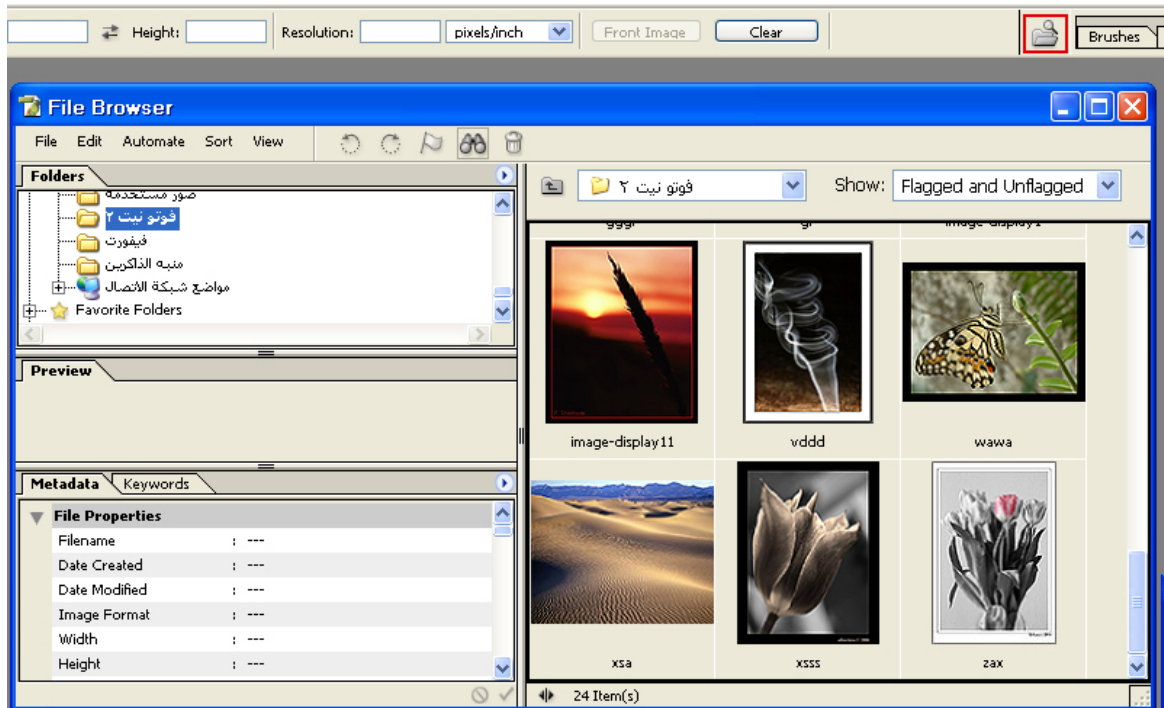 Height: Resolution: pixels/inch Front Image Clear Brushes
File Browser
File Edit Automate Sort View
Folders
صور مستخدمة
فوتو نيت ٢
فيفورت
منبه الذاكرين
مواضع شبكة الاتصال
Favorite Folders
Preview
Metadata Keywords
File Properties
Filename : ---
Date Created : ---
Date Modified : ---
Image Format : ---
Width : ---
Height : ---
فوتو نيت ٢ Show: Flagged and Unflagged
image-display11 vddd wawa
xsa xsss zax
24 Item(s)